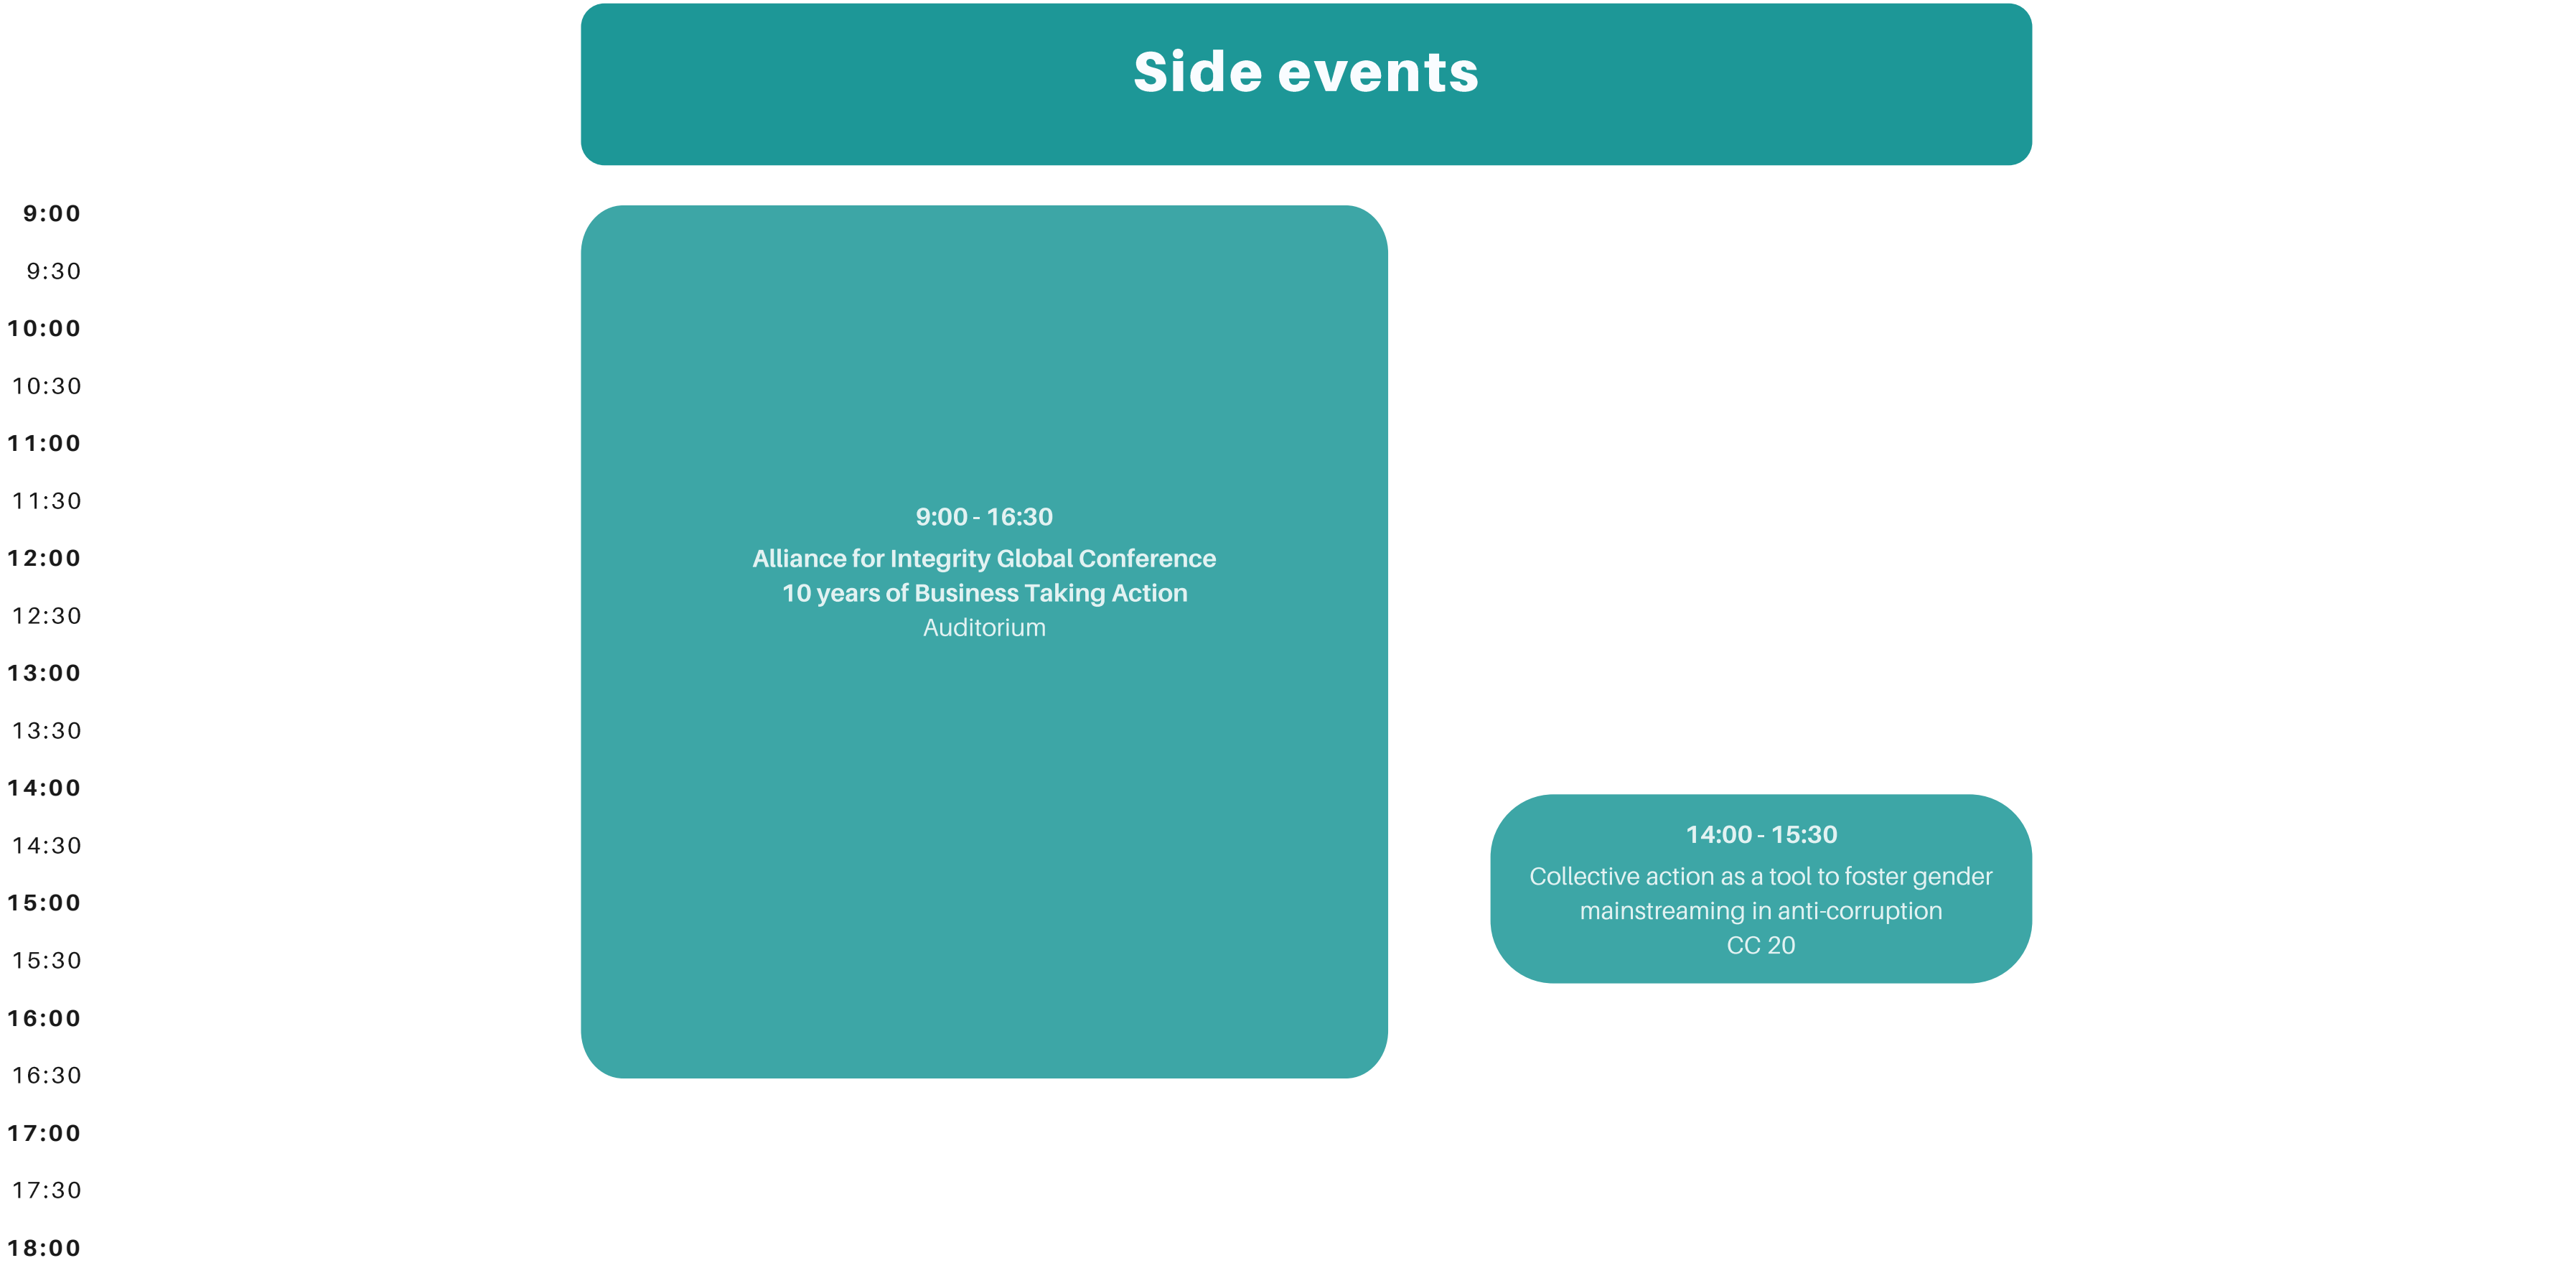 Side events
9:00
9:30
10:00
10:30
11:00
11:30
12:00
12:30
13:00
13:30
14:00
14:30
15:00
15:30
16:00
16:30
17:00
17:30
18:00
9:00 - 16:30
Alliance for Integrity Global Conference
10 years of Business Taking Action
Auditorium
14:00 - 15:30
Collective action as a tool to foster gender
mainstreaming in anti-corruption
CC 20